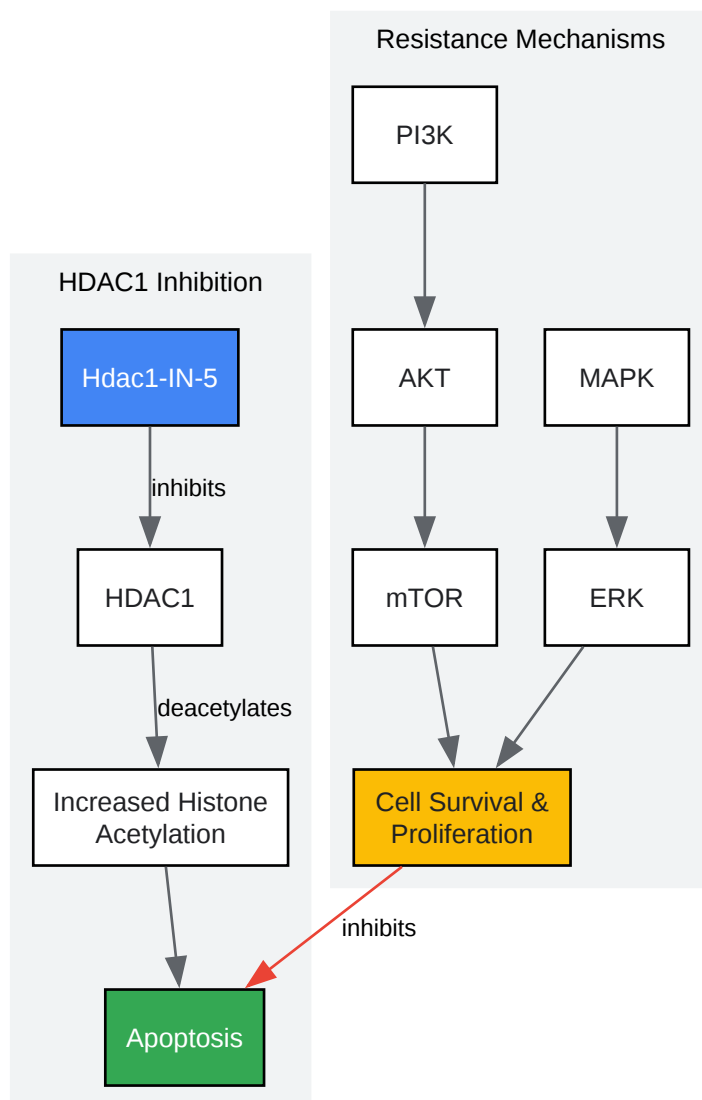 Resistance Mechanisms
PI3K
HDAC1 Inhibition
Hdac1-IN-5
AKT
MAPK
inhibits
HDAC1
mTOR
ERK
deacetylates
Increased Histone
Acetylation
Cell Survival &
Proliferation
inhibits
Apoptosis